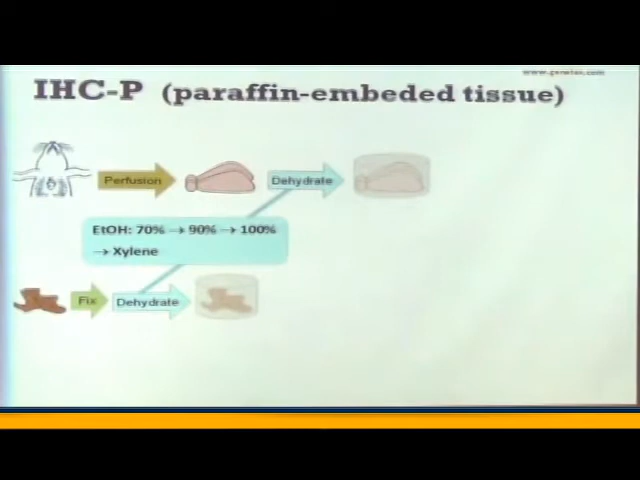 www.genetex.com
IHC-P (paraffin-embeded tissue)
Perfusion
Dehydrate
EtOH: 70% → 90% → 100%
→ Xylene
Fix
Dehydrate